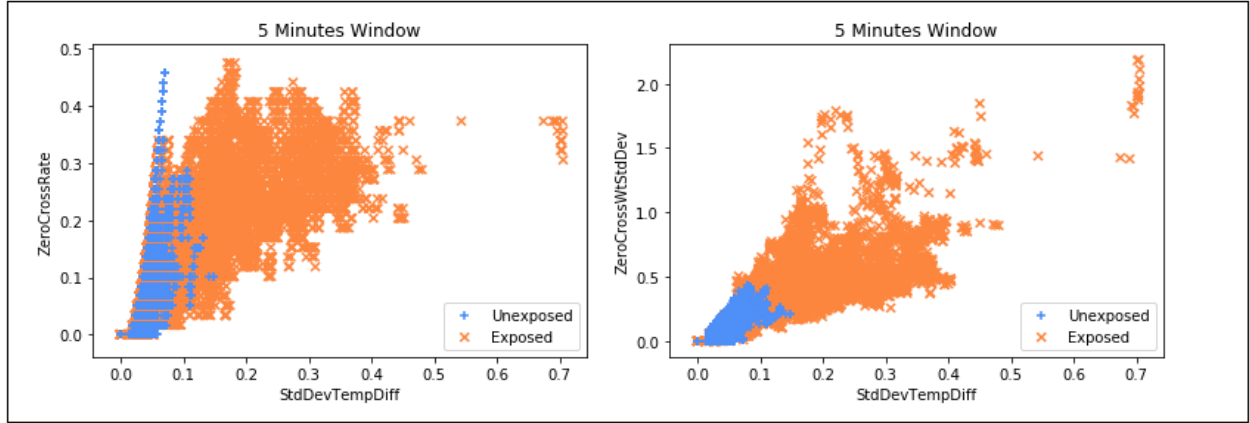 5 Minutes Window
ZeroCrossRate
0.5
0.4
0.3
0.2
0.1
0.0
Unexposed
Exposed
0.0 0.1 0.2 0.3 0.4 0.5 0.6 0.7
StdDevTempDiff
5 Minutes Window
ZeroCrossWtStdDev
2.0
1.5
1.0
0.5
0.0
Unexposed
Exposed
0.0 0.1 0.2 0.3 0.4 0.5 0.6 0.7
StdDevTempDiff